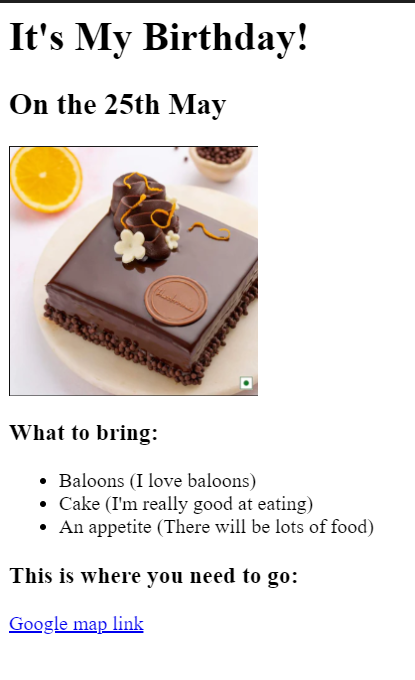 It's My Birthday!
On the 25th May
What to bring:
Baloons (I love baloons)
Cake (I'm really good at eating)
An appetite (There will be lots of food)
This is where you need to go:
Google map link